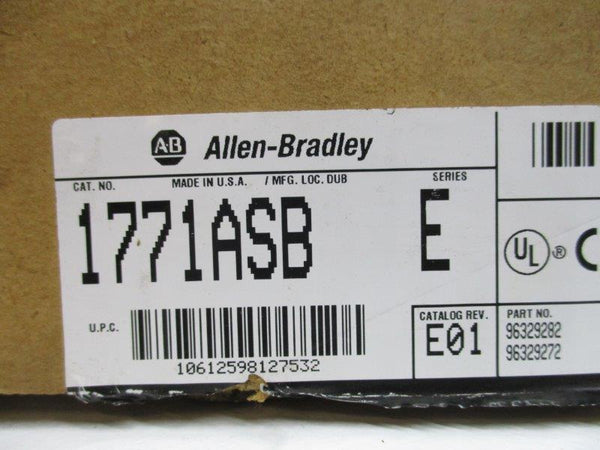 AB Allen-Bradley
CAT. NO. MADE IN U.S.A. / MFG. LOC. DUB SERIES
1771ASB E
UL ® C
U.P.C.
10612598127532
CATALOG REV.
E01
PART NO.
96329282
96329272